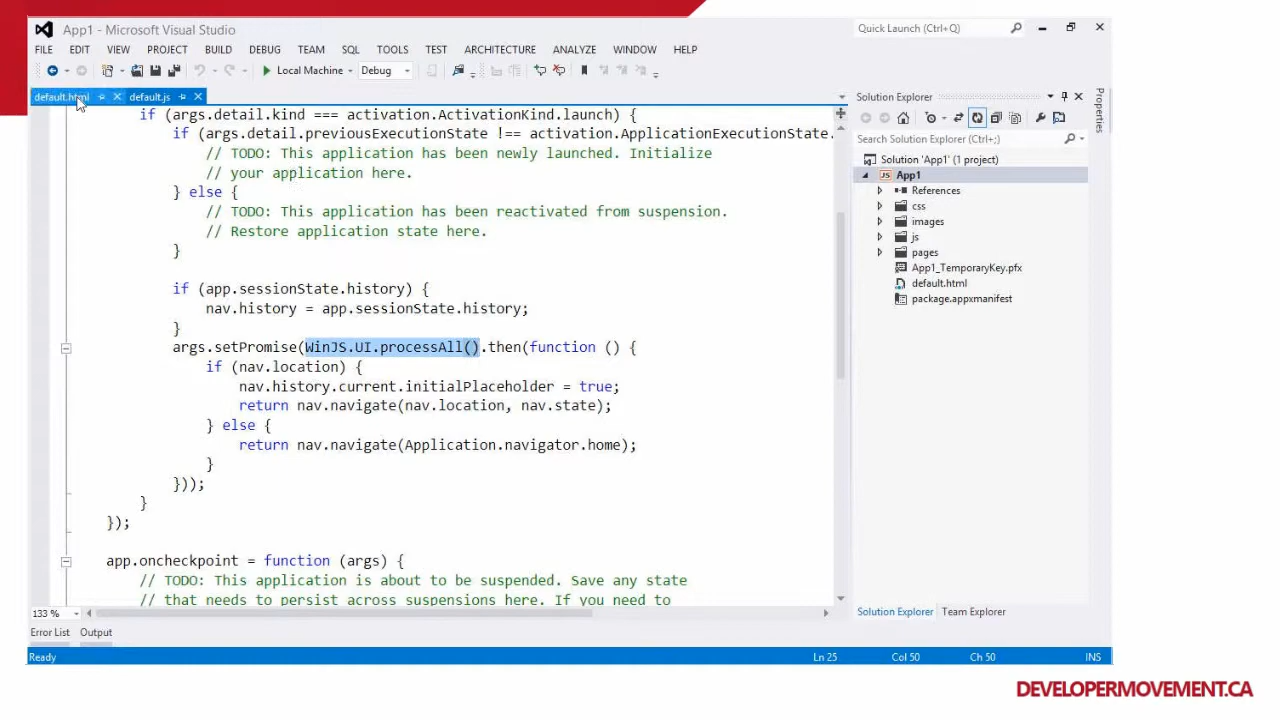 App1 - Microsoft Visual Studio
Quick Launch (Ctrl+Q)
FILE EDIT VIEW PROJECT BUILD DEBUG TEAM SQL TOOLS TEST ARCHITECTURE ANALYZE WINDOW HELP
Local Machine Debug
default.html default.js
if (args.detail.kind === activation.ActivationKind.launch) {
if (args.detail.previousExecutionState !== activation.ApplicationExecutionState.
// TODO: This application has been newly launched. Initialize
// your application here.
} else {
// TODO: This application has been reactivated from suspension.
// Restore application state here.
}
if (app.sessionState.history) {
nav.history = app.sessionState.history;
}
args.setPromise(WinJS.UI.processAll().then(function () {
if (nav.location) {
nav.history.current.initialPlaceholder = true;
return nav.navigate(nav.location, nav.state);
} else {
return nav.navigate(Application.navigator.home);
}
}));
}
});
app.oncheckpoint = function (args) {
// TODO: This application is about to be suspended. Save any state
// that needs to persist across suspensions here. If you need to
133 %
Error List Output
Ready Ln 25 Col 50 Ch 50 INS
Solution Explorer
Search Solution Explorer (Ctrl+;)
Solution 'App1' (1 project)
JS App1
References
css
images
js
pages
App1_TemporaryKey.pfx
default.html
package.appxmanifest
Solution Explorer Team Explorer
Properties
DEVELOPERMOVEMENT.CA